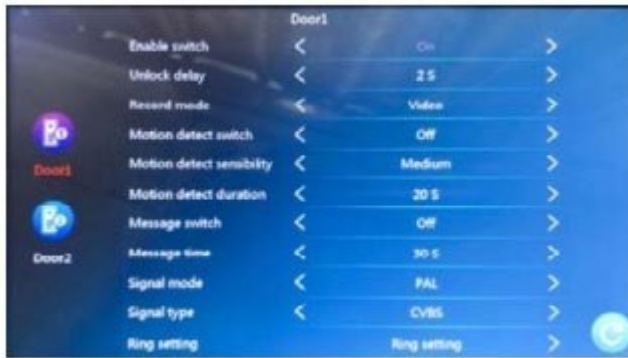 Door1
Enable switch < On >
Unlock delay < 2 S >
Record mode < Video >
Motion detect switch < Off >
Door1
Motion detect sensibility < Medium >
Motion detect duration < 20 S >
Message switch < Off >
Door2
Message time < 30 S >
Signal mode < PAL >
Signal type < CVBS >
Ring setting Ring setting >